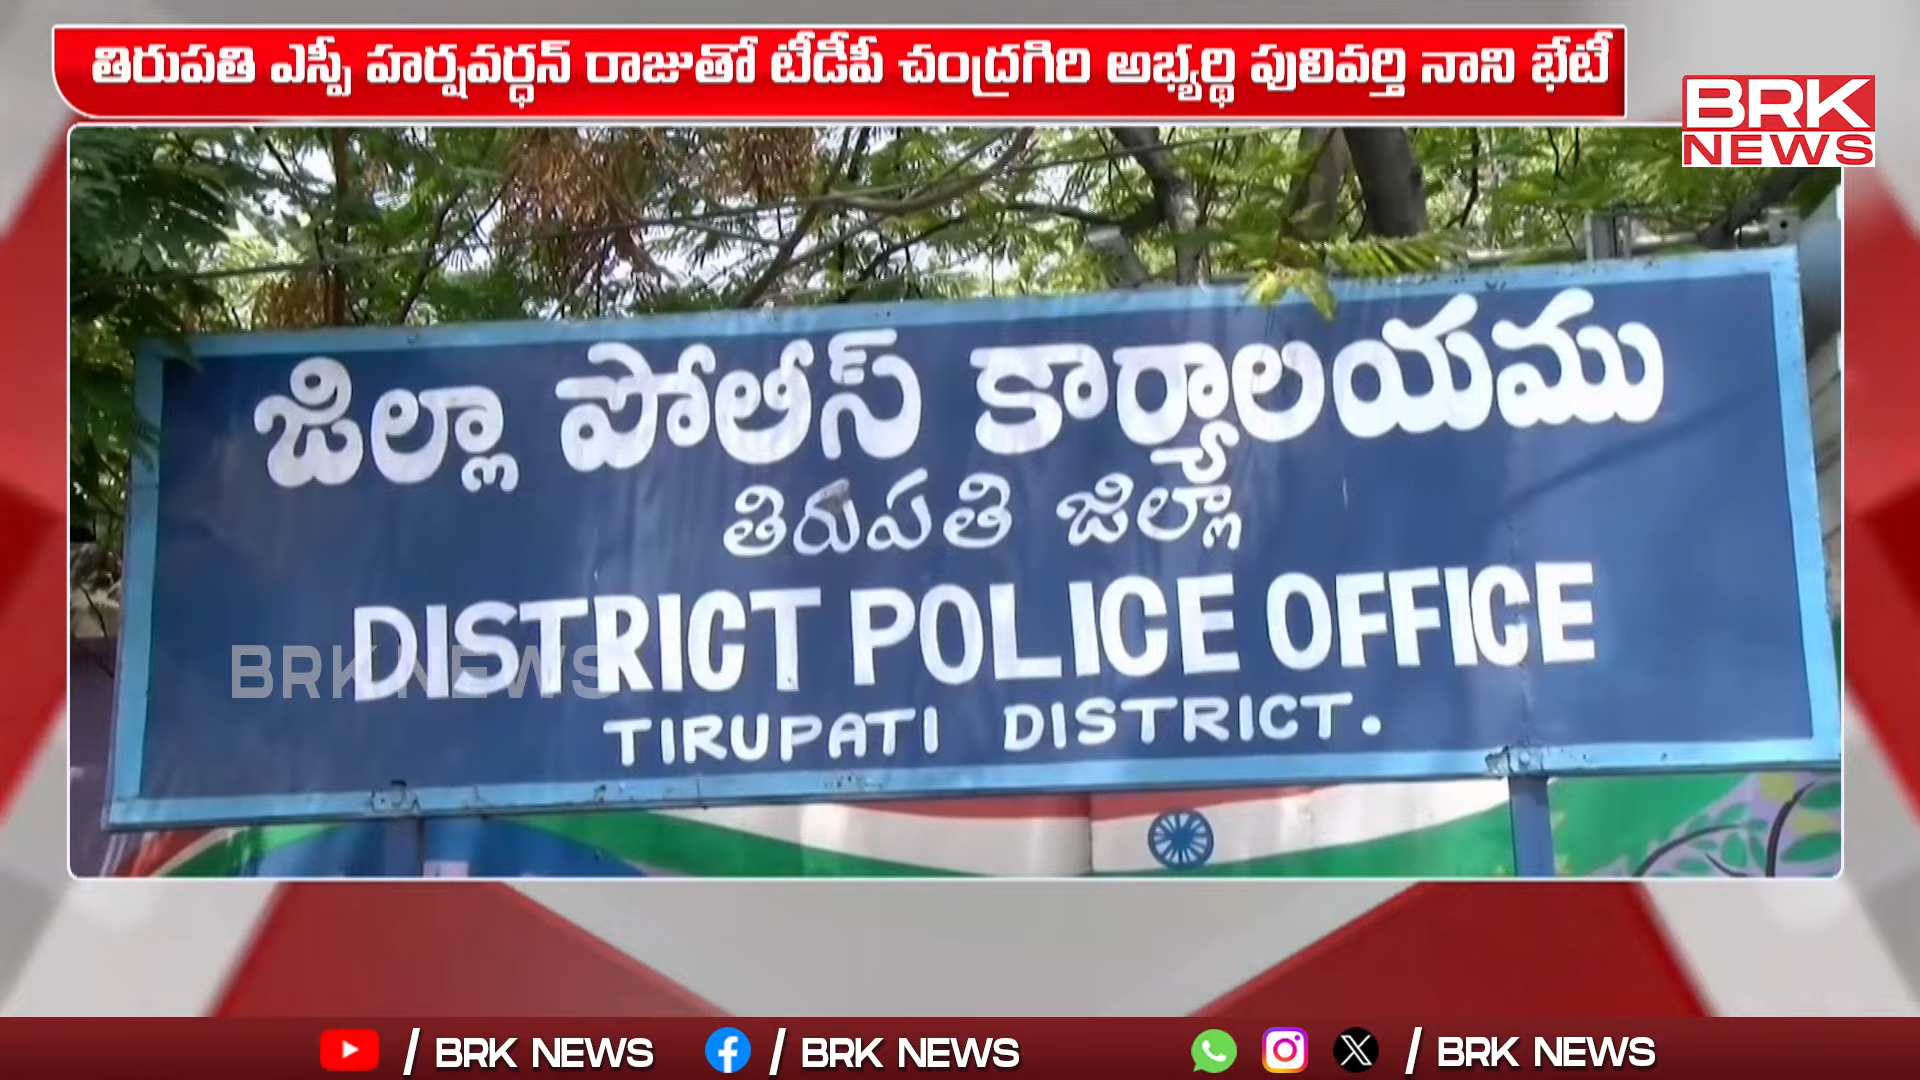 తిరుపతి ఎస్పీ హర్షవర్ధన్ రాజుతో టీడీపీ చంద్రగిరి అభ్యర్థి పులివర్తి నాని భేటీ
BRK
NEWS
జిల్లా పోలీస్ కార్యాలయము
తిరుపతి జిల్లా
DISTRICT POLICE OFFICE
BRK NEWS
TIRUPATI DISTRICT.
/ BRK NEWS
/ BRK NEWS
/ BRK NEWS